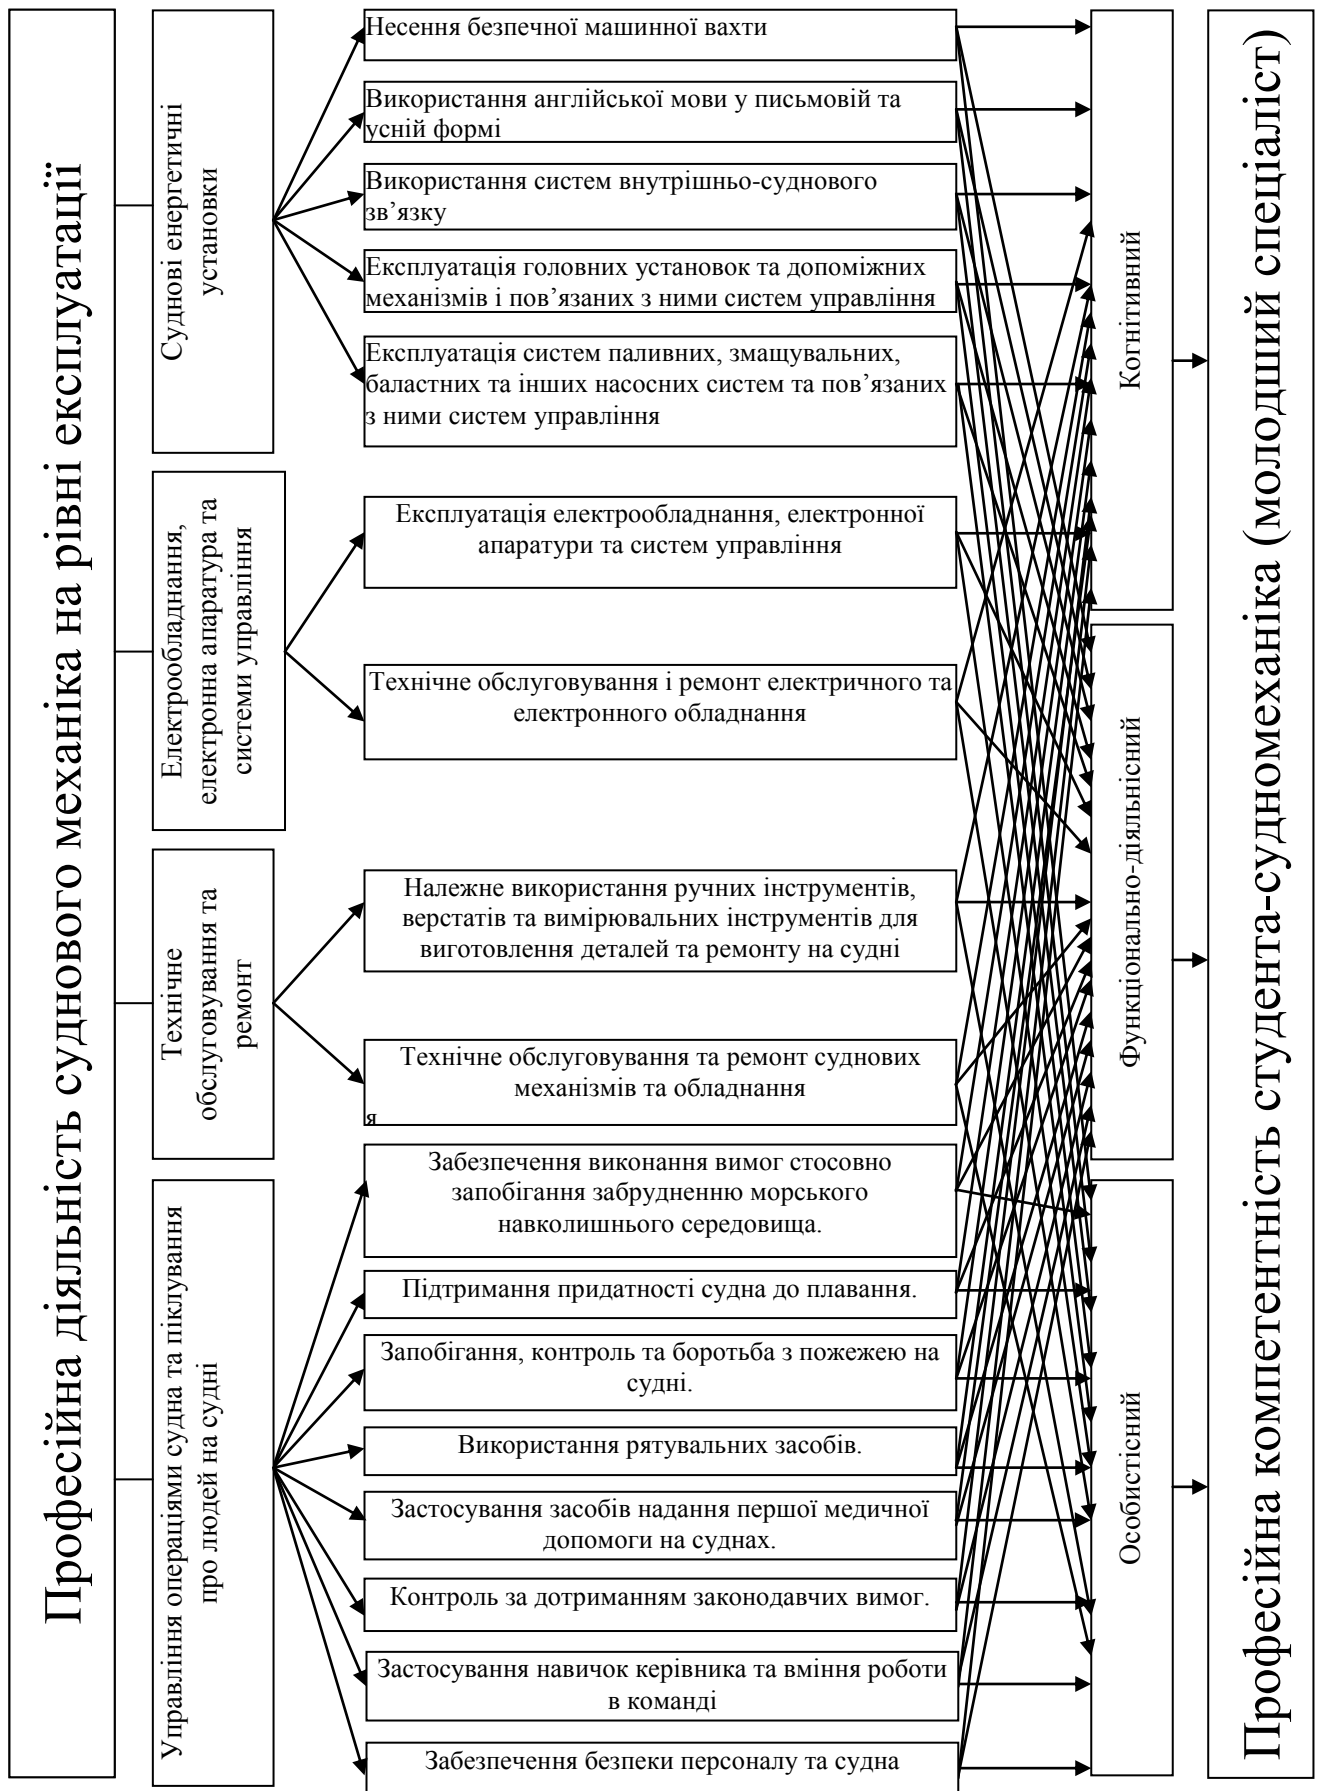 Професійна діяльність суднового механіка на рівні експлуатації
Суднові енергетичні
установки
Несення безпечної машинної вахти
Використання англійської мови у письмовій та
усній формі
Використання систем внутрішньо-суднового
зв’язку
Експлуатація головних установок та допоміжних
механізмів і пов’язаних з ними систем управління
Експлуатація систем паливних, змащувальних,
баластних та інших насосних систем та пов’язаних
з ними систем управління
Електрообладнання,
електронна апаратура та
системи управління
Експлуатація електрообладнання, електронної
апаратури та систем управління
Технічне обслуговування і ремонт електричного та
електронного обладнання
Технічне
обслуговування та
ремонт
Належне використання ручних інструментів,
верстатів та вимірювальних інструментів для
виготовлення деталей та ремонту на судні
Технічне обслуговування та ремонт суднових
механізмів та обладнання
я
Управління операціями судна та піклування
про людей на судні
Забезпечення виконання вимог стосовно
запобігання забрудненню морського
навколишнього середовища.
Підтримання придатності судна до плавання.
Запобігання, контроль та боротьба з пожежею на
судні.
Використання рятувальних засобів.
Застосування засобів надання першої медичної
допомоги на суднах.
Контроль за дотриманням законодавчих вимог.
Застосування навичок керівника та вміння роботи
в команді
Забезпечення безпеки персоналу та судна
Когнітивний
Функціонально-діяльнісний
Особистісний
Професійна компетентність студента-судномеханіка (молодший спеціаліст)